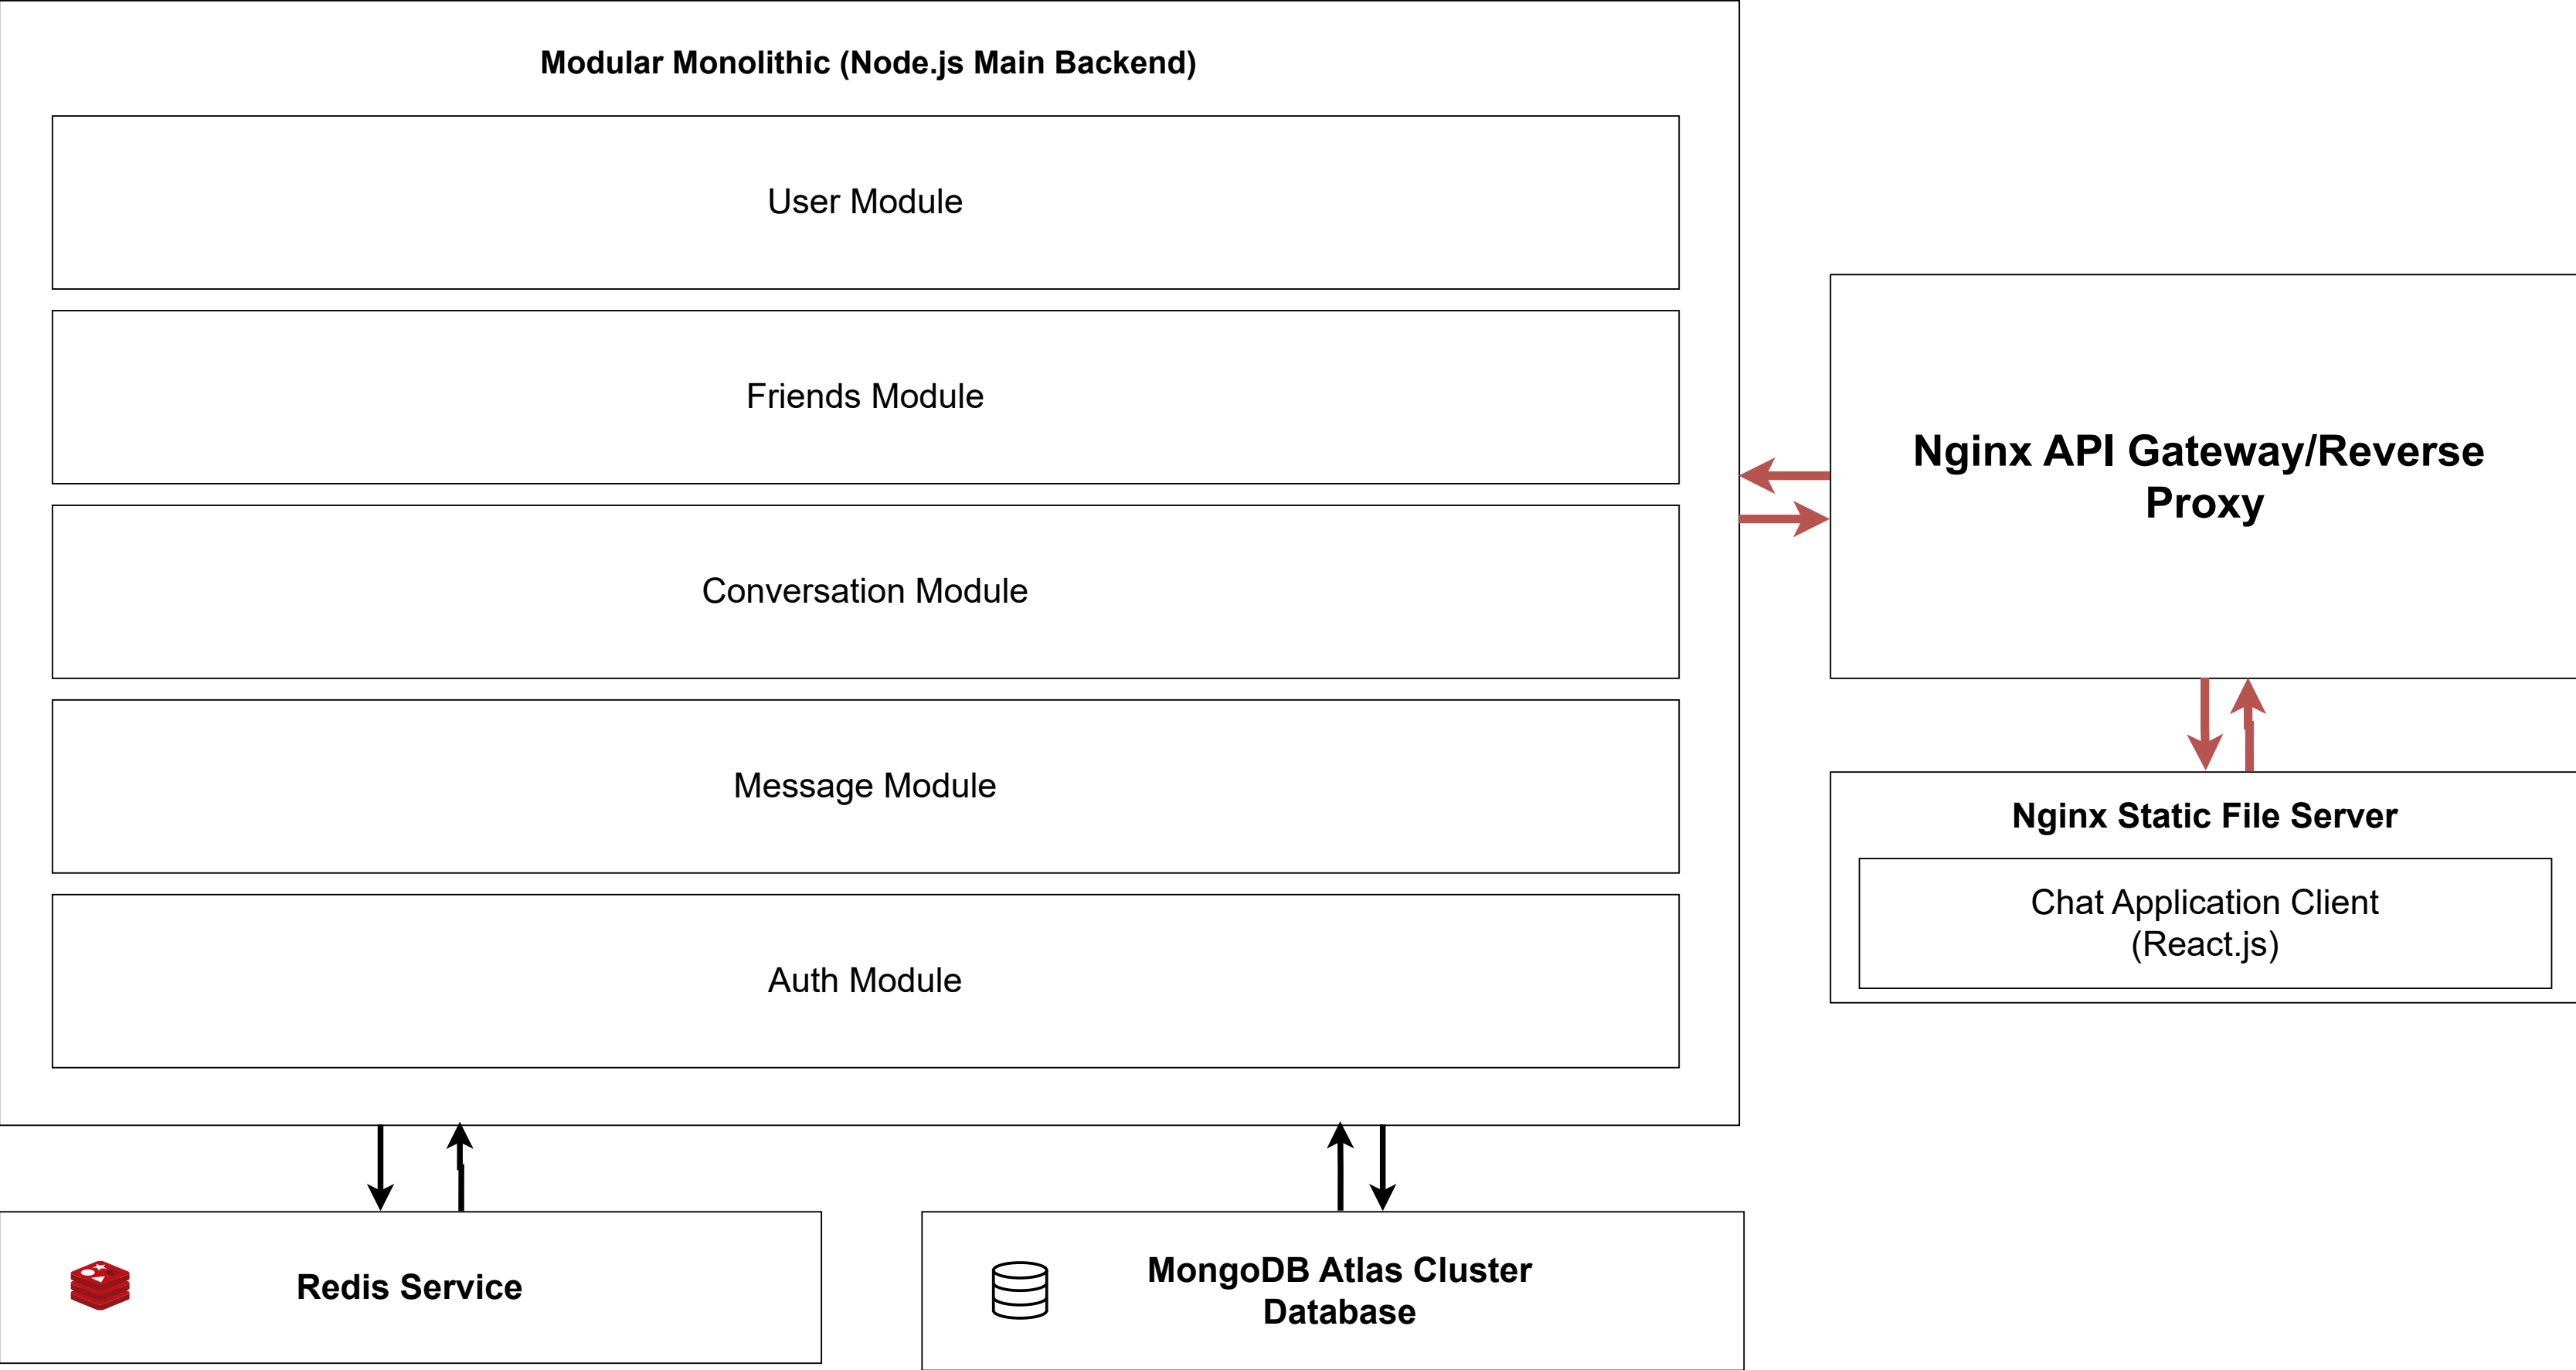 Modular Monolithic (Node.js Main Backend)
User Module
Friends Module
Conversation Module
Message Module
Auth Module
Nginx API Gateway/Reverse
Proxy
Nginx Static File Server
Chat Application Client
(React.js)
Redis Service
MongoDB Atlas Cluster
Database